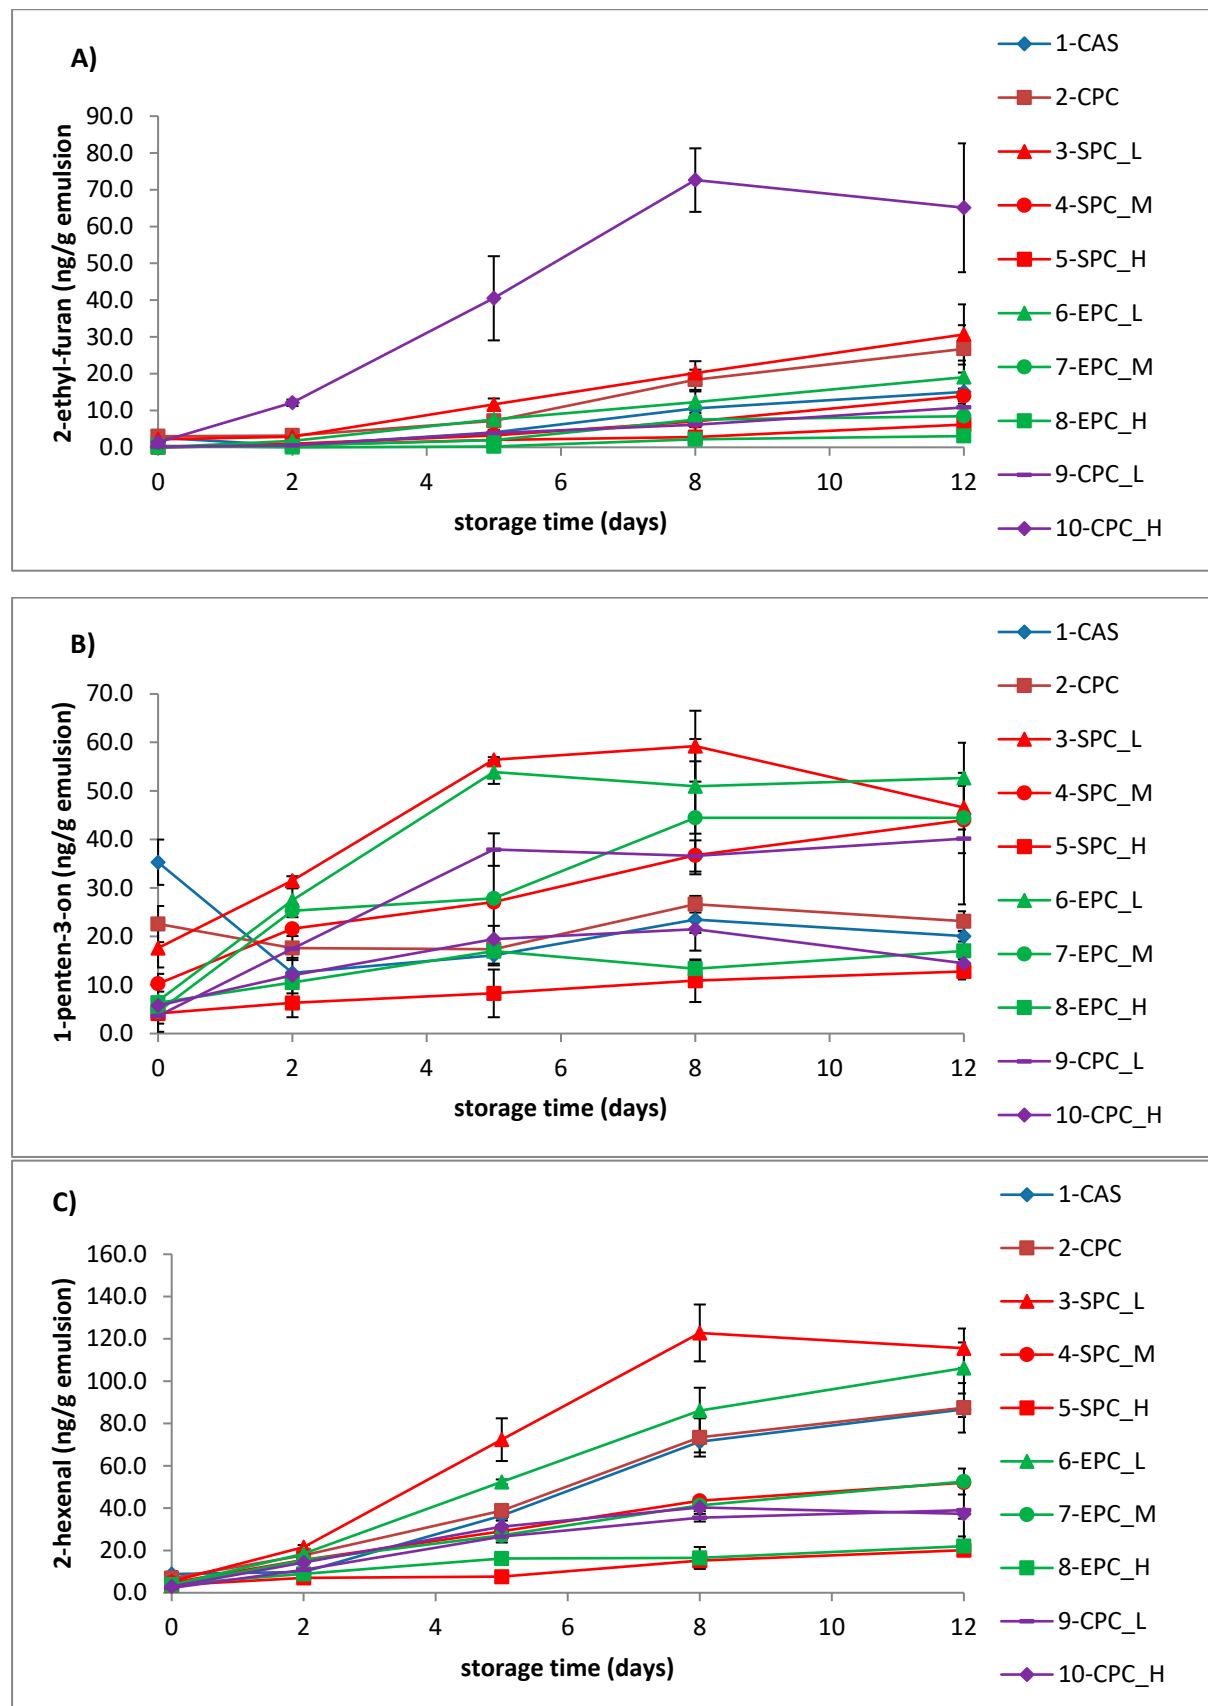 A)
2-ethyl-furan (ng/g emulsion
90.0
80.0
70.0
60.0
50.0
40.0
30.0
20.0
10.0
0.0
0 2 4 6 8 10 12
storage time (days)
1-CAS
2-CPC
3-SPC_L
4-SPC_M
5-SPC_H
6-EPC_L
7-EPC_M
8-EPC_H
9-CPC_L
10-CPC_H
B)
1-penten-3-on (ng/g emulsion)
70.0
60.0
50.0
40.0
30.0
20.0
10.0
0.0
0 2 4 6 8 10 12
storage time (days)
1-CAS
2-CPC
3-SPC_L
4-SPC_M
5-SPC_H
6-EPC_L
7-EPC_M
8-EPC_H
9-CPC_L
10-CPC_H
C)
2-hexenal (ng/g emulsion)
160.0
140.0
120.0
100.0
80.0
60.0
40.0
20.0
0.0
0 2 4 6 8 10 12
storage time (days)
1-CAS
2-CPC
3-SPC_L
4-SPC_M
5-SPC_H
6-EPC_L
7-EPC_M
8-EPC_H
9-CPC_L
10-CPC_H